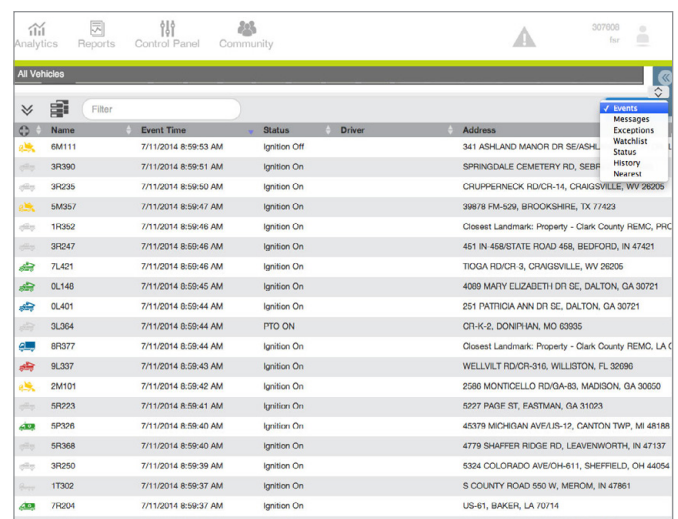 Analytics Reports Control Panel Community 307009
for
All Vehicles
Filter
✓ Events
Messages
Exceptions
Watchlist
Status
History
Nearest
Name Event Time Status Driver Address
6M111 7/11/2014 8:59:53 AM Ignition Off 341 ASHLAND MANOR DR SE/ASHL
3R390 7/11/2014 8:59:51 AM Ignition On SPRINGDALE CEMETERY RD, SEBR
3R235 7/11/2014 8:59:50 AM Ignition On CRUPPERNECK RD/CR-14, CRAIGSVILLE, WV 26205
5M357 7/11/2014 8:59:47 AM Ignition On 39878 FM-529, BROOKSHIRE, TX 77423
1R352 7/11/2014 8:59:46 AM Ignition On Closest Landmark: Property - Clark County REMC, PRC
3R247 7/11/2014 8:59:46 AM Ignition On 451 IN-458/STATE ROAD 458, BEDFORD, IN 47421
7L421 7/11/2014 8:59:46 AM Ignition On TIOGA RD/CR-3, CRAIGSVILLE, WV 26205
0L148 7/11/2014 8:59:45 AM Ignition On 4089 MARY ELIZABETH DR SE, DALTON, GA 30721
0L401 7/11/2014 8:59:44 AM Ignition On 251 PATRICIA ANN DR SE, DALTON, GA 30721
3L364 7/11/2014 8:59:44 AM PTO ON CR-K-2, DONIPHAN, MO 63935
8R377 7/11/2014 8:59:44 AM Ignition On Closest Landmark: Property - Clark County REMC, LA C
9L337 7/11/2014 8:59:43 AM Ignition On WELLVILT RD/CR-316, WILLISTON, FL 32696
2M101 7/11/2014 8:59:42 AM Ignition On 2586 MONTICELLO RD/GA-83, MADISON, GA 30650
5R223 7/11/2014 8:59:41 AM Ignition On 5227 PAGE ST, EASTMAN, GA 31023
5P326 7/11/2014 8:59:40 AM Ignition On 45379 MICHIGAN AVE/US-12, CANTON TWP, MI 48188
5R368 7/11/2014 8:59:40 AM Ignition On 4779 SHAFFER RIDGE RD, LEAVENWORTH, IN 47137
3R250 7/11/2014 8:59:39 AM Ignition On 5324 COLORADO AVE/OH-611, SHEFFIELD, OH 44054
1T302 7/11/2014 8:59:37 AM Ignition On S COUNTY ROAD 550 W, MEROM, IN 47861
7R204 7/11/2014 8:59:37 AM Ignition On US-61, BAKER, LA 70714